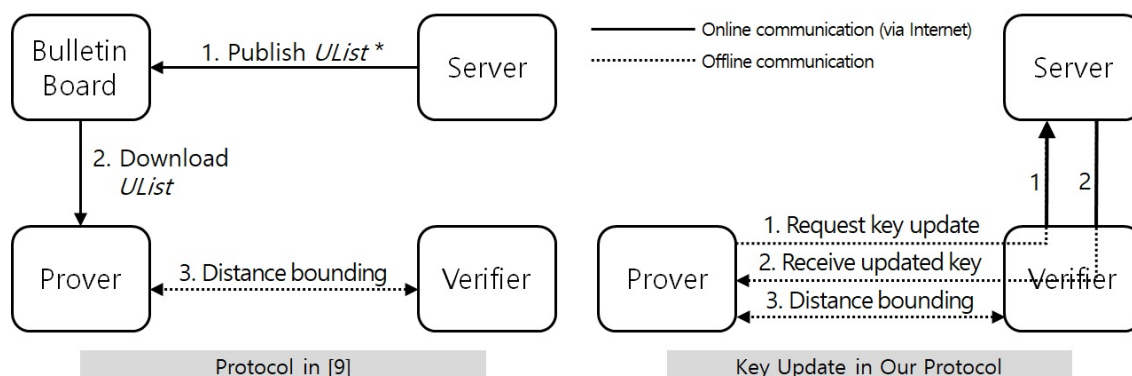 Bulletin
Board
1. Publish UList *
Server
2. Download
UList
Prover
3. Distance bounding
Verifier
Protocol in [9]
Online communication (via Internet)
Offline communication
Server
1
2
1. Request key update
Prover
2. Receive updated key
Verifier
3. Distance bounding
Key Update in Our Protocol